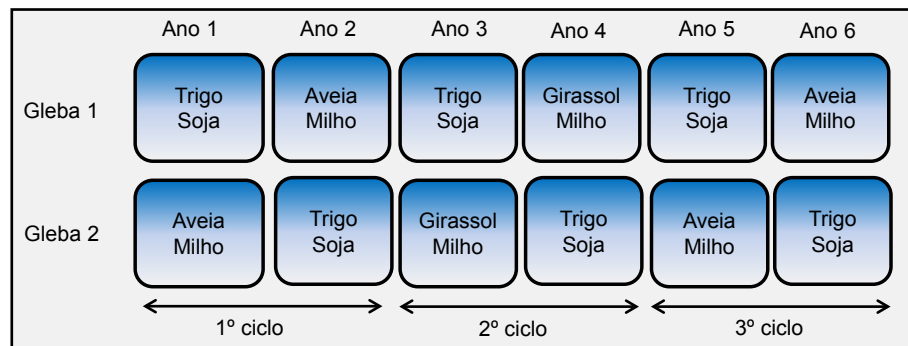 Ano 1 Ano 2 Ano 3 Ano 4 Ano 5 Ano 6
Gleba 1
Trigo Aveia Trigo Girassol Trigo Aveia
Soja Milho Soja Milho Soja Milho
Gleba 2
Aveia Trigo Girassol Trigo Aveia Trigo
Milho Soja Milho Soja Milho Soja
1º ciclo 2º ciclo 3º ciclo